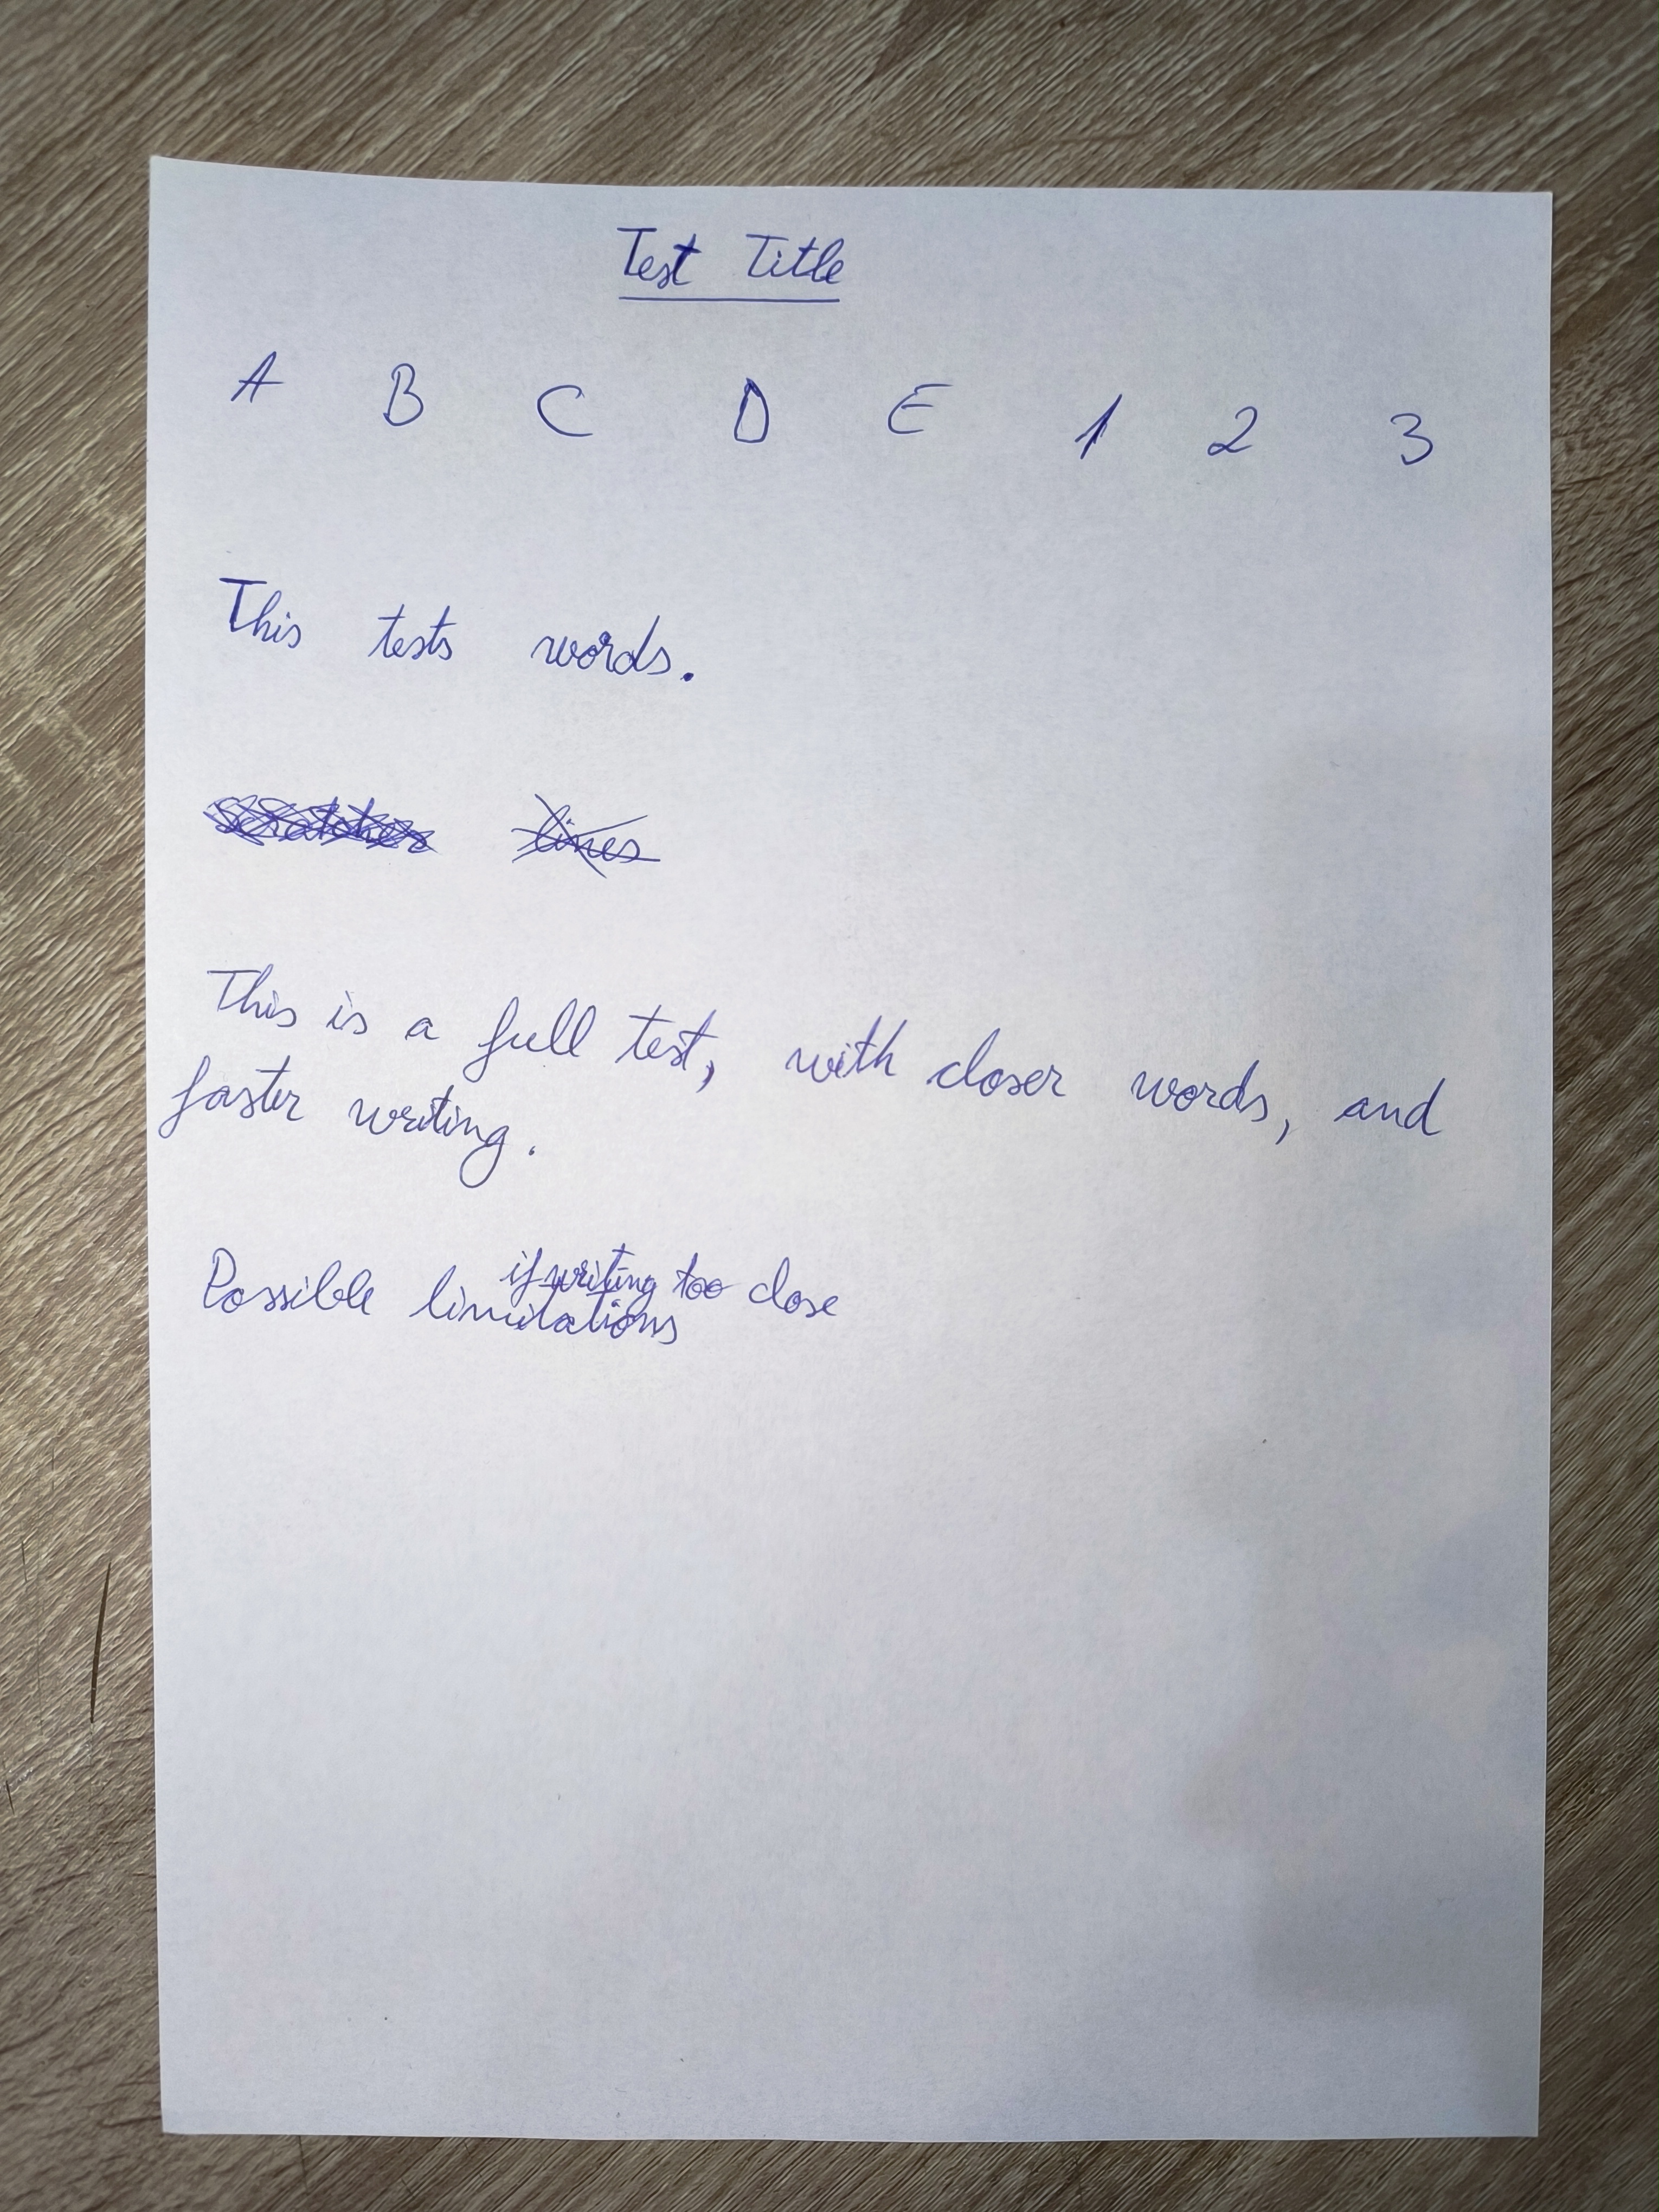 Test Title
A B C D E 1 2 3
This tests words.
lines
This is a full test, with closer words, and
faster writing.
if writing too close
Possible limitations